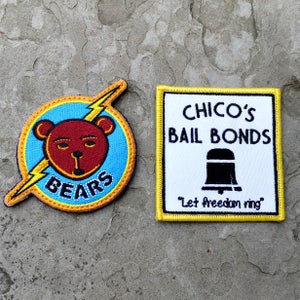 BEARS
CHICO'S
BAIL BONDS
"Let freedom ring"